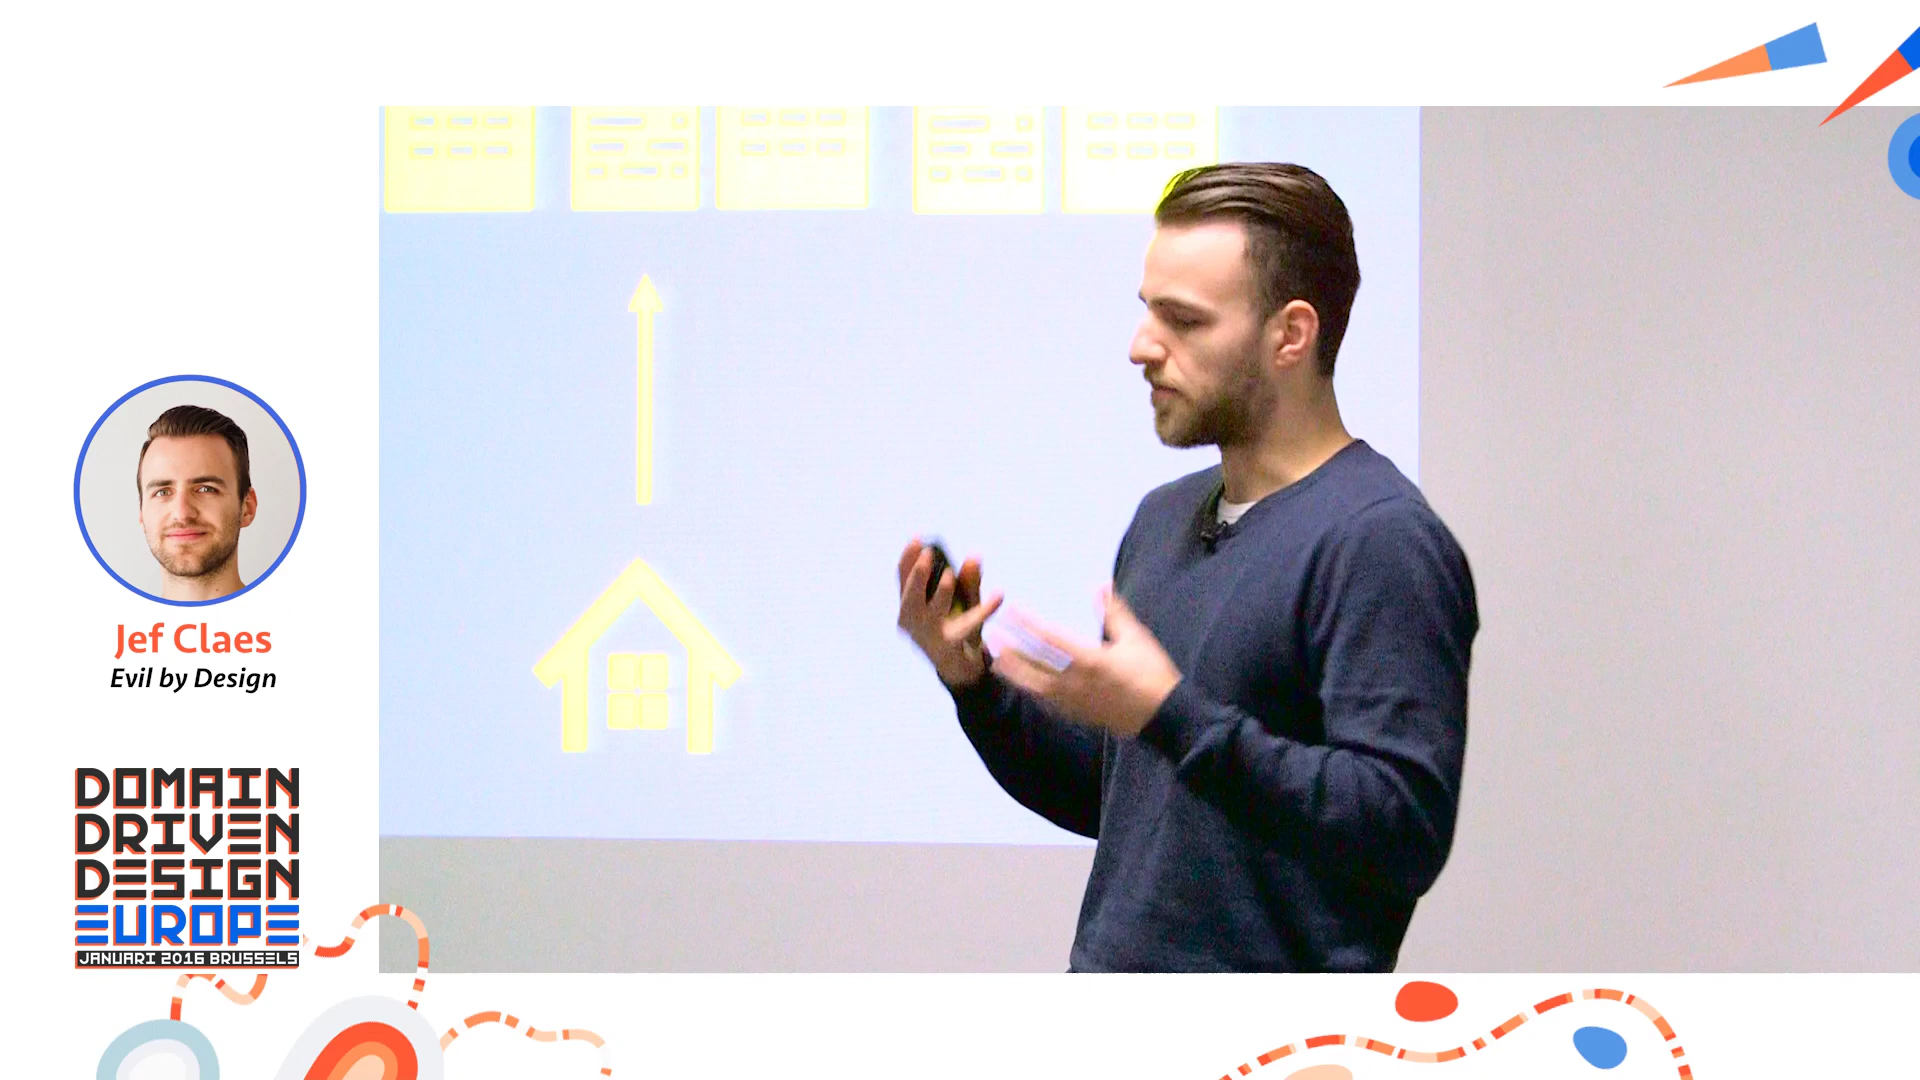 Jef Claes
Evil by Design
DOMAIN
DRIVEN
DESIGN
EUROPE
JANUARI 2016 BRUSSELS